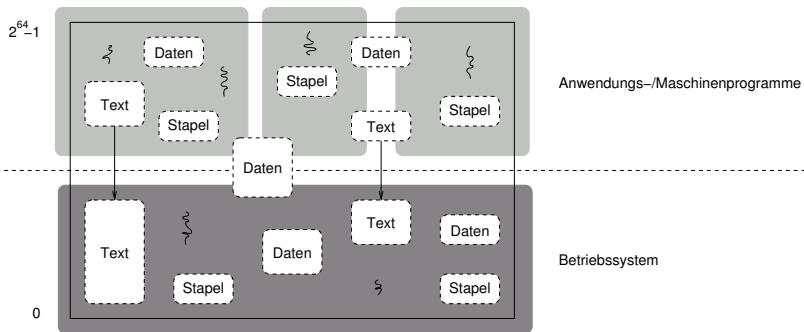 2^64–1
Daten
Daten
Stapel
Text
Stapel
Text
Stapel
Anwendungs–/Maschinenprogramme
Daten
Text
Text
Daten
Daten
Stapel
Stapel
Betriebssystem
0